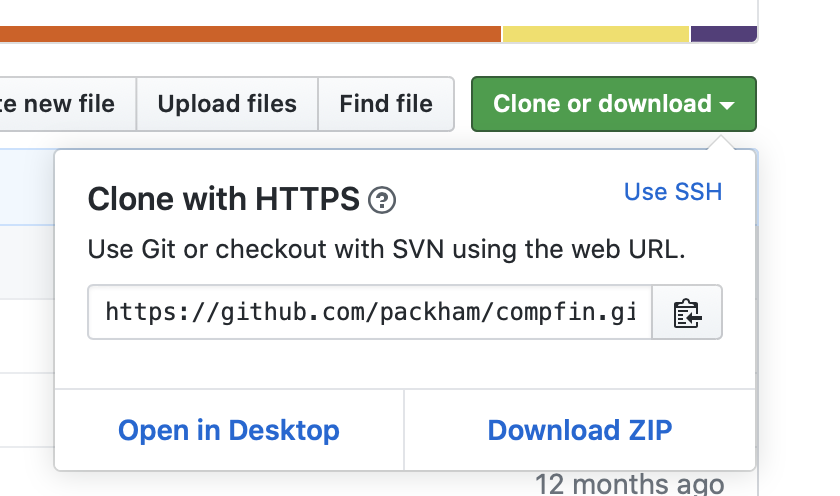 te new file
Upload files
Find file
Clone or download
Clone with HTTPS ?
Use SSH
Use Git or checkout with SVN using the web URL.
https://github.com/packham/compfin.gi
Open in Desktop
Download ZIP
12 months ago